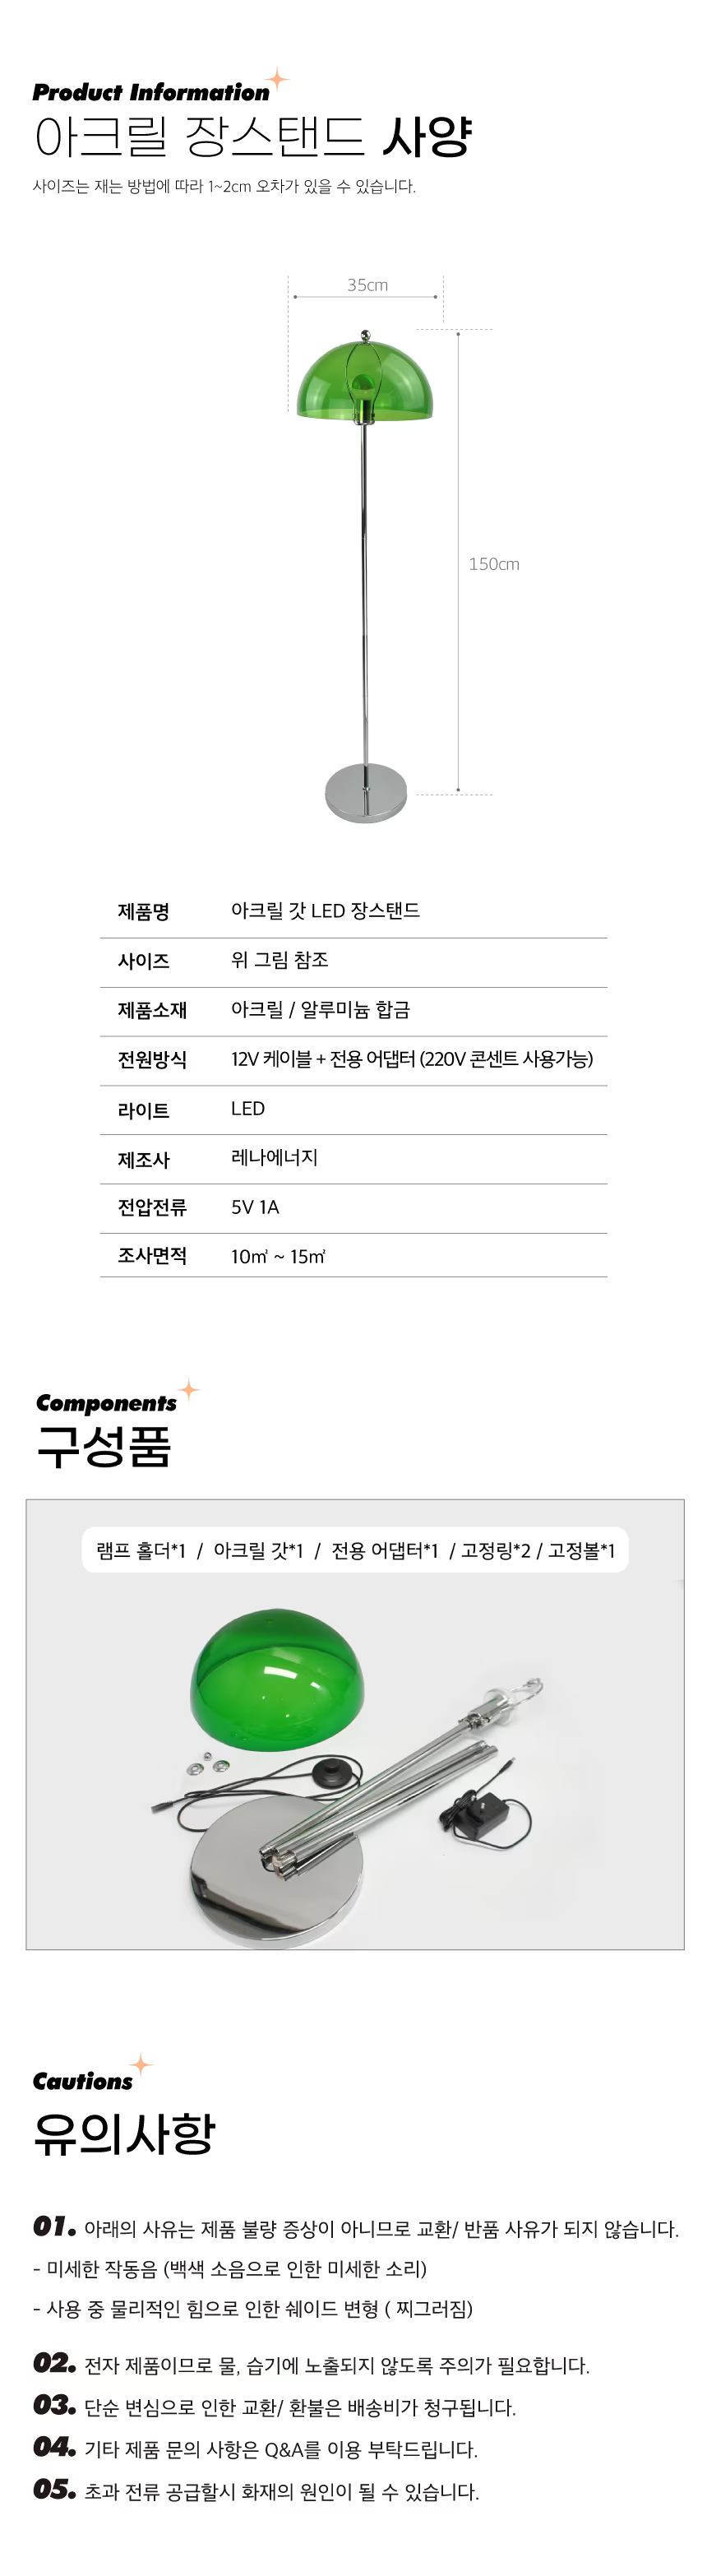 Product Information
아크릴 장스탠드 사양
사이즈는 재는 방법에 따라 1~2cm 오차가 있을 수 있습니다.
35cm
150cm
제품명 아크릴 갓 LED 장스탠드
사이즈 위 그림 참조
제품소재 아크릴 / 알루미늄 합금
전원방식 12V 케이블 + 전용 어댑터 (220V 콘센트 사용가능)
라이트 LED
제조사 레나에너지
전압전류 5V 1A
조사면적 10㎡ ~ 15㎡
Components
구성품
램프 홀더*1 / 아크릴 갓*1 / 전용 어댑터*1 / 고정링*2 / 고정볼*1
Cautions
유의사항
01. 아래의 사유는 제품 불량 증상이 아니므로 교환/ 반품 사유가 되지 않습니다.
- 미세한 작동음 (백색 소음으로 인한 미세한 소리)
- 사용 중 물리적인 힘으로 인한 쉐이드 변형 ( 찌그러짐)
02. 전자 제품이므로 물, 습기에 노출되지 않도록 주의가 필요합니다.
03. 단순 변심으로 인한 교환/ 환불은 배송비가 청구됩니다.
04. 기타 제품 문의 사항은 Q&A를 이용 부탁드립니다.
05. 초과 전류 공급할시 화재의 원인이 될 수 있습니다.